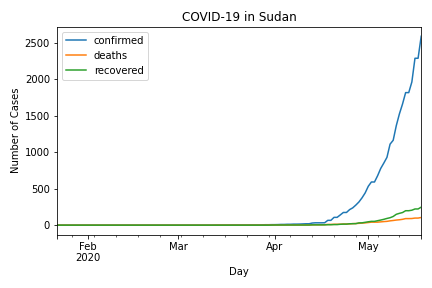 COVID-19 in Sudan
confirmed
deaths
recovered
Number of Cases
2500
2000
1500
1000
500
0
Feb
2020
Mar
Apr
May
Day